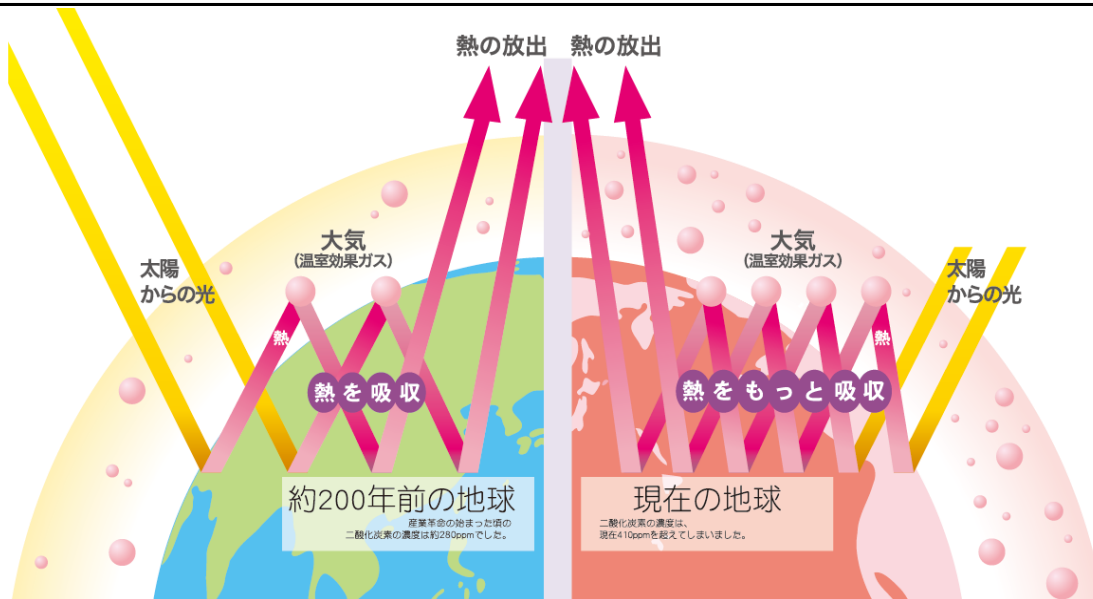 熱の放出
熱の放出
大気
(温室効果ガス)
太陽
からの光
熱
熱を吸収
約200年前の地球
産業革命の始まった頃の
二酸化炭素の濃度は約280ppmでした。
大気
(温室効果ガス)
太陽
からの光
熱
熱をもっと吸収
現在の地球
二酸化炭素の濃度は、
現在410ppmを超えてしまいました。